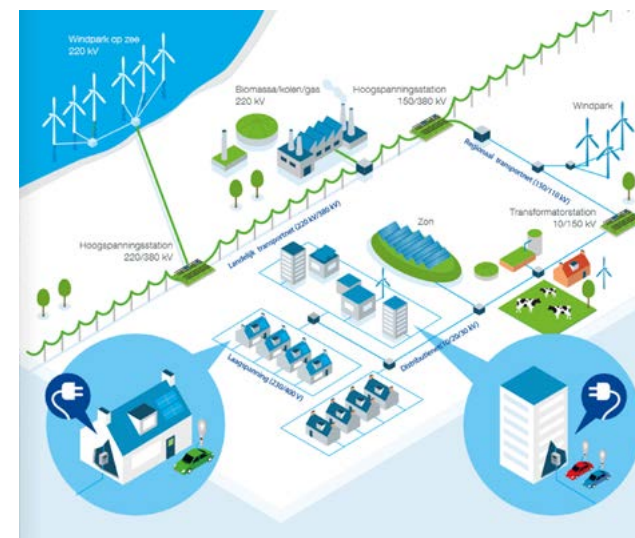 Windpark op zee
220 kV
Biomassa/kolen/gas
220 kV
Hoogspanningsstation
150/380 kV
Windpark
Regionaal transportnet (150/110 kV)
Transformatorstation
10/150 kV
Zon
Hoogspanningsstation
220/380 kV
Landelijk transportnet (220 kV/380 kV)
Distributienet (10/20/30 kV)
Laagspanning (230/400 V)